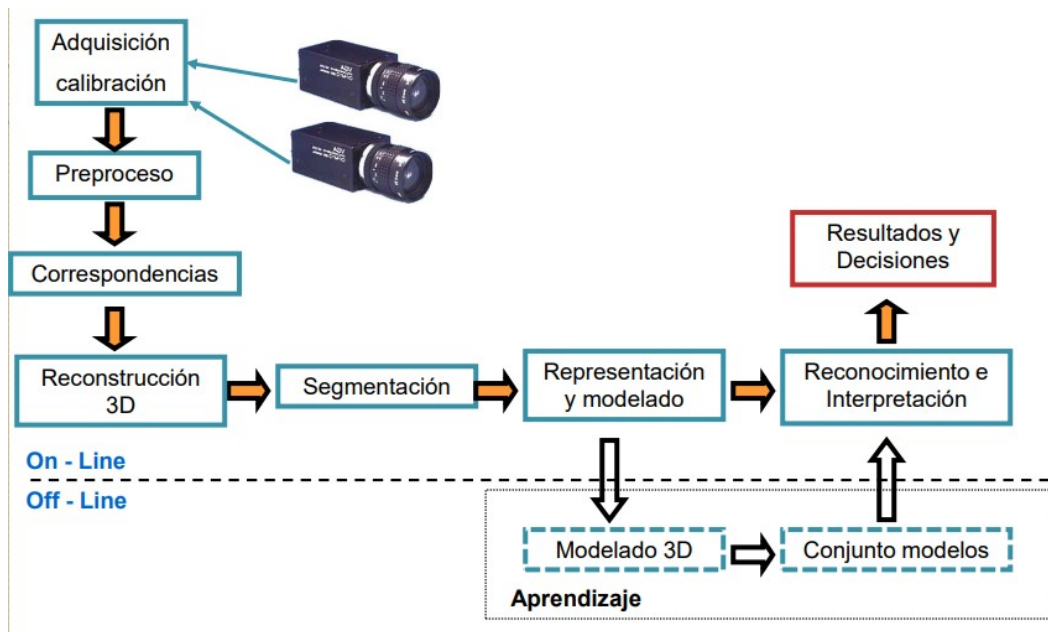 Adquisición
calibración
Preproceso
Correspondencias
Reconstrucción
3D
Segmentación
Representación
y modelado
Reconocimiento e
Interpretación
Resultados y
Decisiones
On - Line
Off - Line
Modelado 3D
Conjunto modelos
Aprendizaje